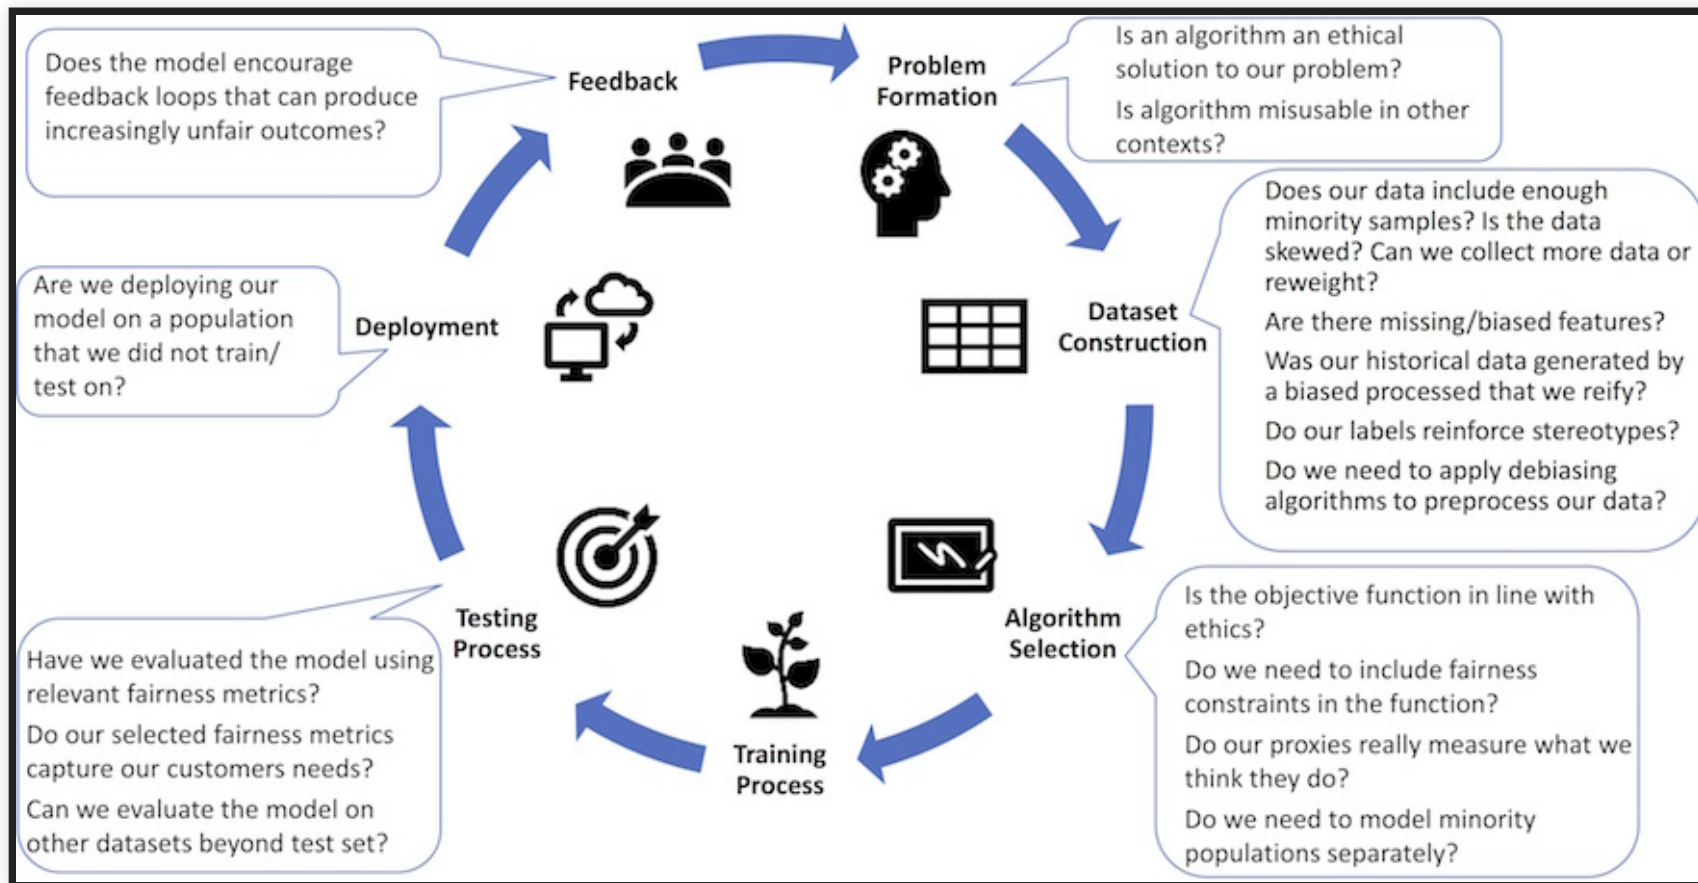 Does the model encourage
feedback loops that can produce
increasingly unfair outcomes?
Feedback
Problem
Formation
Is an algorithm an ethical
solution to our problem?
Is algorithm misusable in other
contexts?
Does our data include enough
minority samples? Is the data
skewed? Can we collect more data or
reweight?
Are there missing/biased features?
Was our historical data generated by
a biased processed that we reify?
Do our labels reinforce stereotypes?
Do we need to apply debiasing
algorithms to preprocess our data?
Dataset
Construction
Are we deploying our
model on a population
that we did not train/
test on?
Deployment
Algorithm
Selection
Is the objective function in line with
ethics?
Do we need to include fairness
constraints in the function?
Do our proxies really measure what we
think they do?
Do we need to model minority
populations separately?
Training
Process
Testing
Process
Have we evaluated the model using
relevant fairness metrics?
Do our selected fairness metrics
capture our customers needs?
Can we evaluate the model on
other datasets beyond test set?